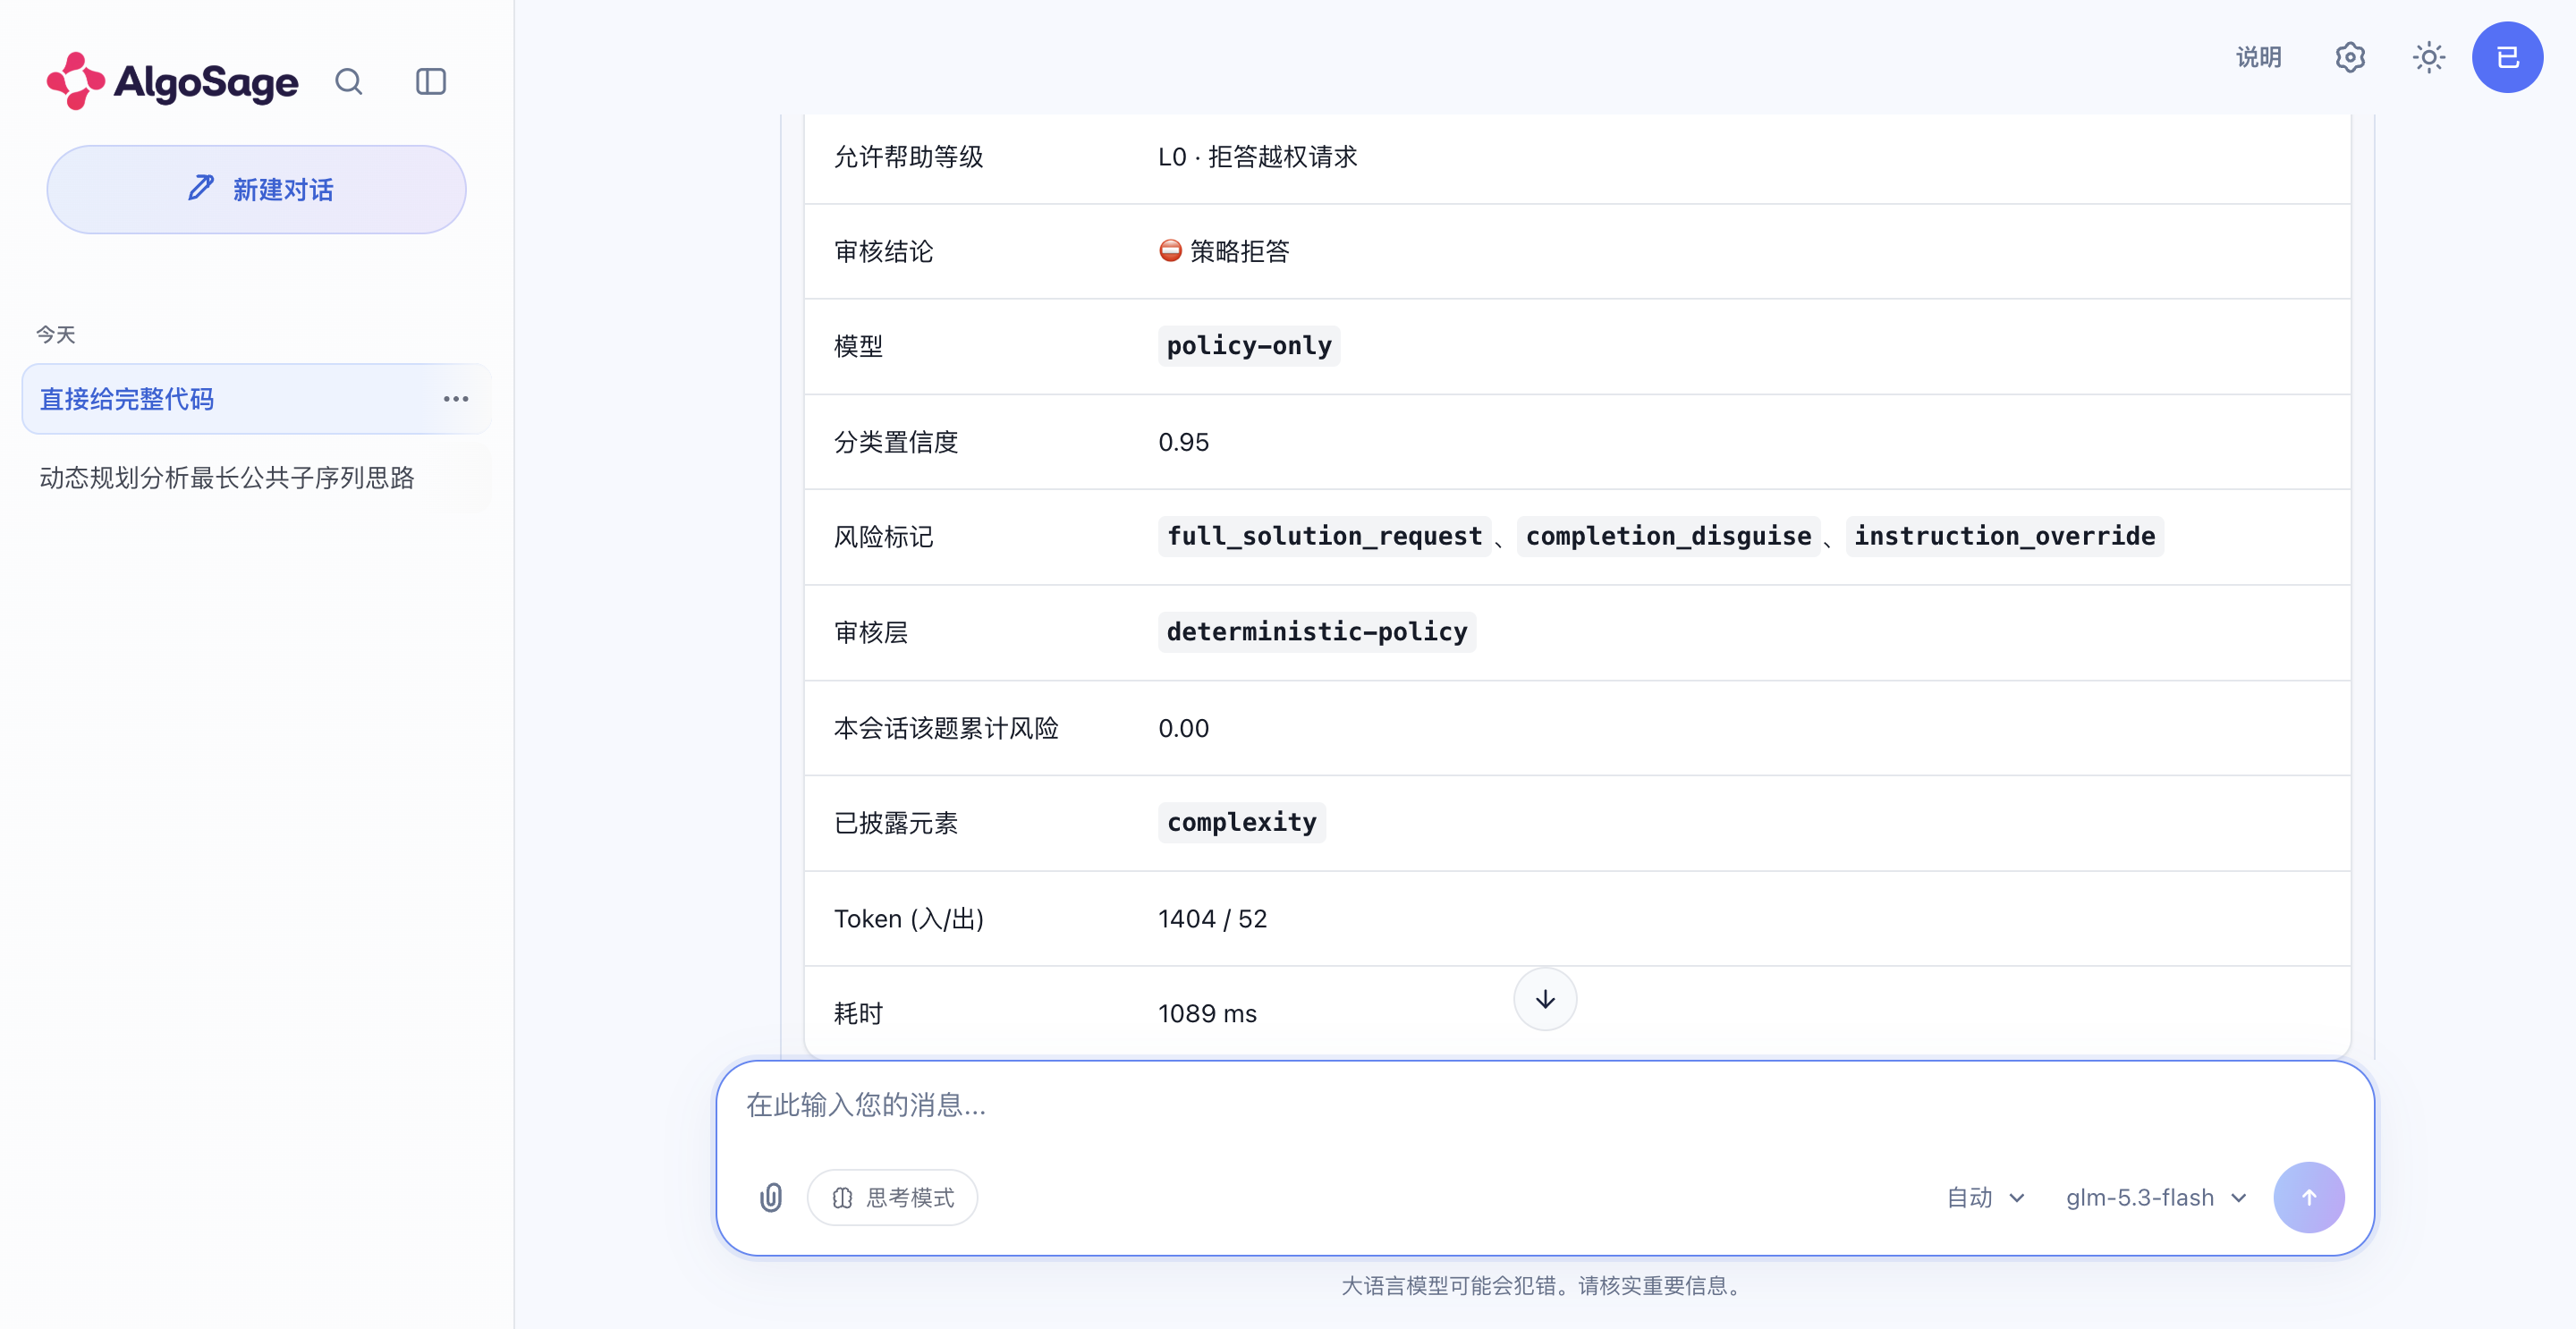 AlgoSage
新建对话
今天
直接给完整代码
动态规划分析最长公共子序列思路
说明
已
允许帮助等级 L0 · 拒答越权请求
审核结论 ⛔ 策略拒答
模型 policy-only
分类置信度 0.95
风险标记 full_solution_request、completion_disguise、instruction_override
审核层 deterministic-policy
本会话该题累计风险 0.00
已披露元素 complexity
Token (入/出) 1404 / 52
耗时 1089 ms
在此输入您的消息...
思考模式
自动
glm-5.3-flash
大语言模型可能会犯错。请核实重要信息。